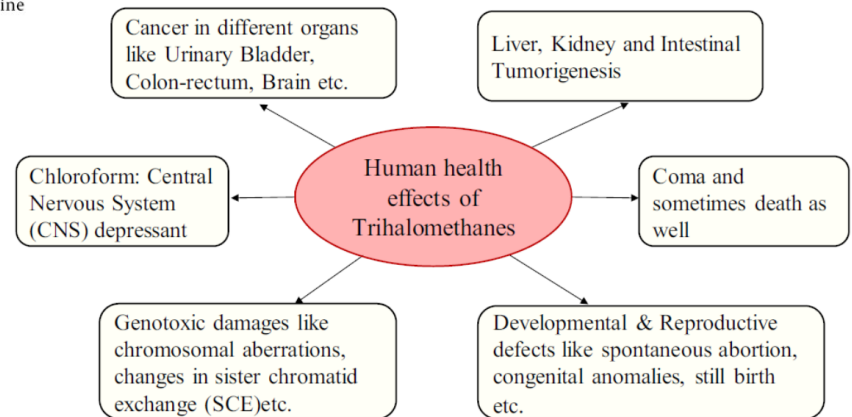 ine
Cancer in different organs
like Urinary Bladder,
Colon-rectum, Brain etc.
Liver, Kidney and Intestinal
Tumorigenesis
Human health
effects of
Trihalomethanes
Chloroform: Central
Nervous System
(CNS) depressant
Coma and
sometimes death as
well
Genotoxic damages like
chromosomal aberrations,
changes in sister chromatid
exchange (SCE)etc.
Developmental & Reproductive
defects like spontaneous abortion,
congenital anomalies, still birth
etc.